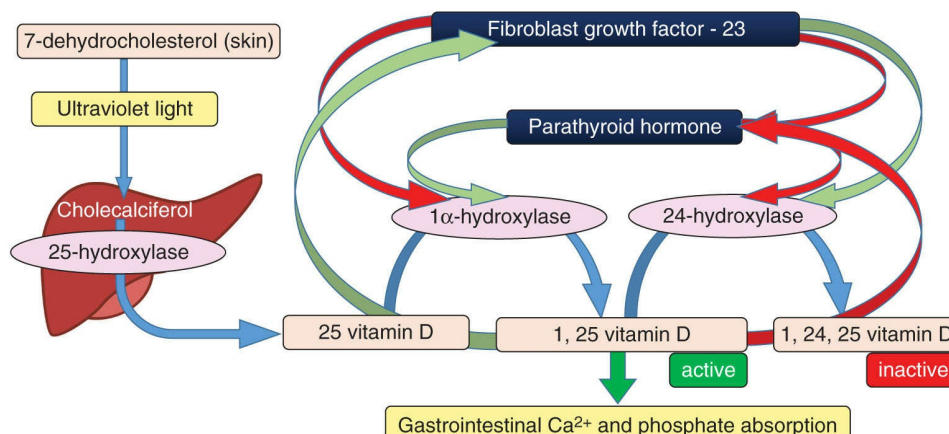 7-dehydrocholesterol (skin)
Ultraviolet light
Cholecalciferol
25-hydroxylase
Fibroblast growth factor - 23
Parathyroid hormone
1α-hydroxylase
24-hydroxylase
25 vitamin D
1, 25 vitamin D
1, 24, 25 vitamin D
active
inactive
Gastrointestinal Ca²⁺ and phosphate absorption